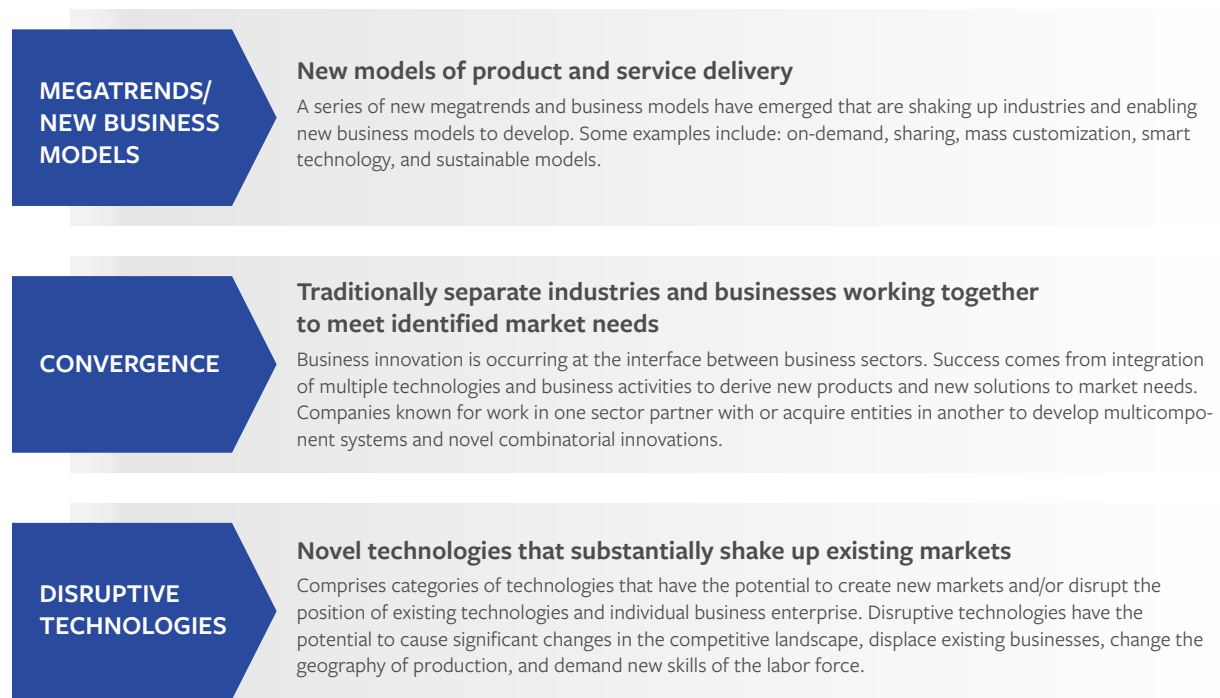 MEGATRENDS/
NEW BUSINESS
MODELS
New models of product and service delivery
A series of new megatrends and business models have emerged that are shaking up industries and enabling
new business models to develop. Some examples include: on-demand, sharing, mass customization, smart
technology, and sustainable models.
CONVERGENCE
Traditionally separate industries and businesses working together
to meet identified market needs
Business innovation is occurring at the interface between business sectors. Success comes from integration
of multiple technologies and business activities to derive new products and new solutions to market needs.
Companies known for work in one sector partner with or acquire entities in another to develop multicompo-
nent systems and novel combinatorial innovations.
DISRUPTIVE
TECHNOLOGIES
Novel technologies that substantially shake up existing markets
Comprises categories of technologies that have the potential to create new markets and/or disrupt the
position of existing technologies and individual business enterprise. Disruptive technologies have the
potential to cause significant changes in the competitive landscape, displace existing businesses, change the
geography of production, and demand new skills of the labor force.